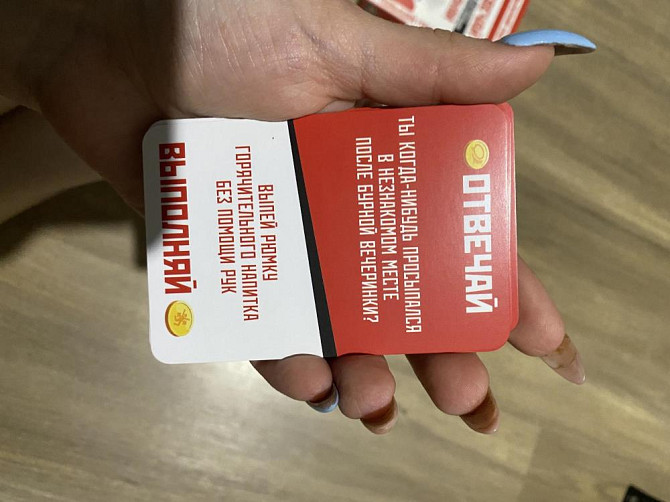 ОТВЕЧАЙ
ТЫ КОГДА-НИБУДЬ ПРОСЫПАЛСЯ
В НЕЗНАКОМОМ МЕСТЕ
ПОСЛЕ БУРНОЙ ВЕЧЕРИНКИ?
ВЫПЕЙ РЮМКУ
ГОРЯЧИТЕЛЬНОГО НАПИТКА
БЕЗ ПОМОЩИ РУК
ВЫПОЛНЯЙ